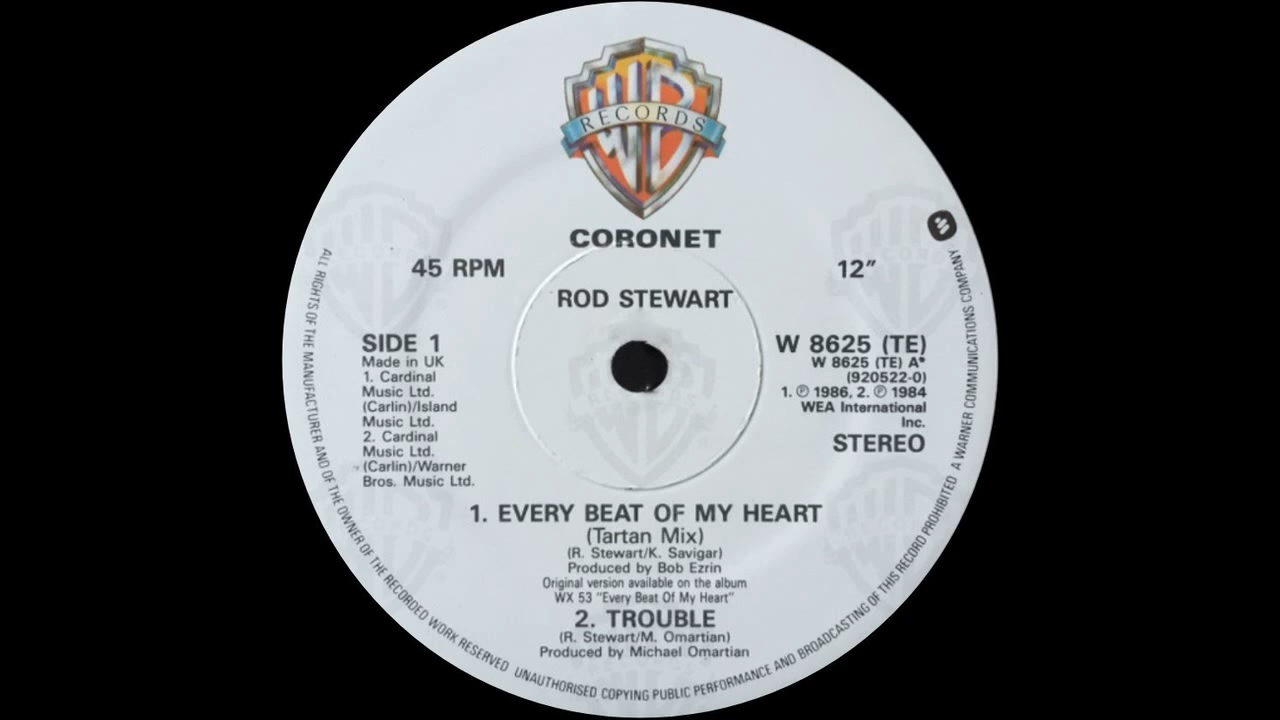 WB
RECORDS
CORONET
45 RPM
12"
ROD STEWART
SIDE 1
Made in UK
1. Cardinal
Music Ltd.
(Carlin)/Island
Music Ltd.
2. Cardinal
Music Ltd.
(Carlin)/Warner
Bros. Music Ltd.
W 8625 (TE)
W 8625 (TE) A*
(920522-0)
1. ℗ 1986, 2. ℗ 1984
WEA International
Inc.
STEREO
1. EVERY BEAT OF MY HEART
(Tartan Mix)
(R. Stewart/K. Savigar)
Produced by Bob Ezrin
Original version available on the album
WX 53 "Every Beat Of My Heart"
2. TROUBLE
(R. Stewart/M. Omartian)
Produced by Michael Omartian
ALL RIGHTS OF THE MANUFACTURER AND OF THE OWNER OF THE RECORDED WORK RESERVED UNAUTHORISED COPYING PUBLIC PERFORMANCE AND BROADCASTING OF THIS RECORD PROHIBITED A WARNER COMMUNICATIONS COMPANY